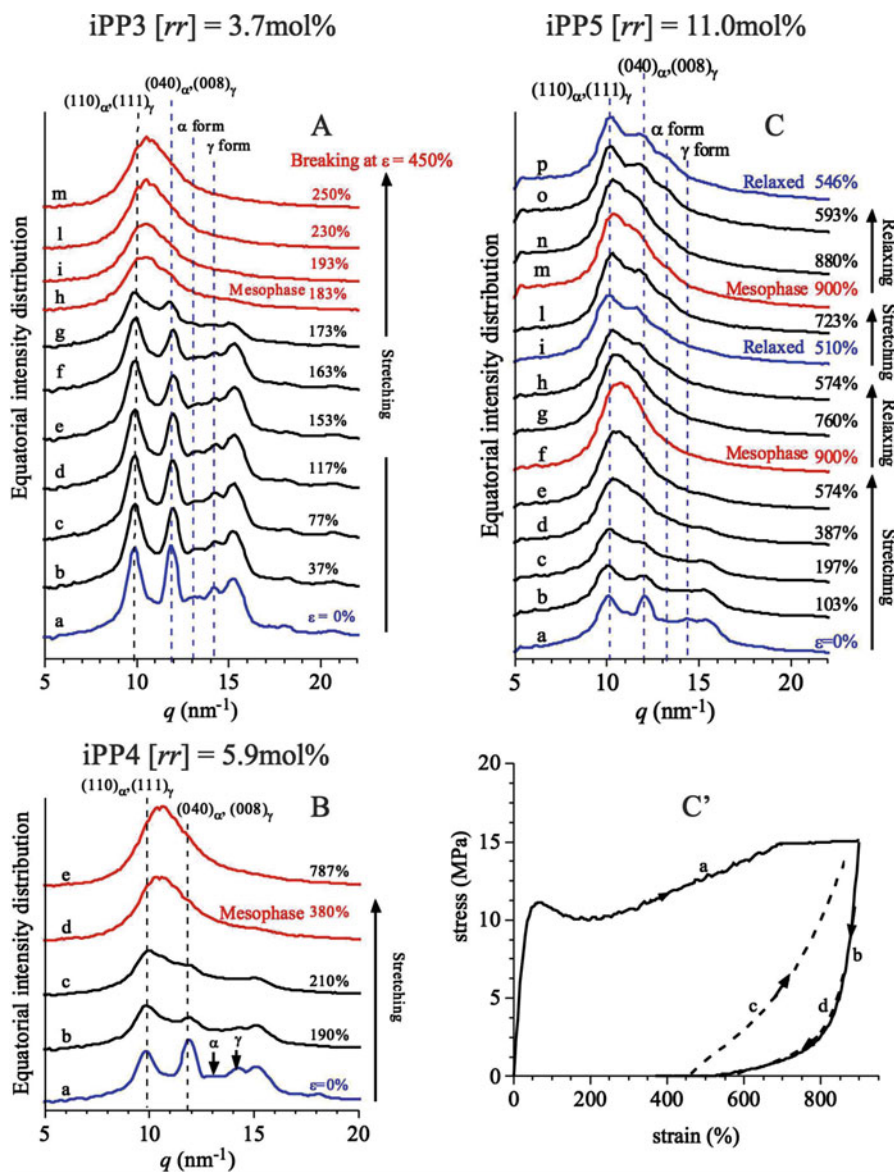 iPP3 [rr] = 3.7mol%
(110)α,(111)γ
(040)α,(008)γ
A
α form
γ form
Breaking at ε = 450%
m
250%
l
230%
i
193%
h
Mesophase 183%
g
173%
f
163%
e
153%
d
117%
c
77%
b
37%
a
ε = 0%
Stretching
Equatorial intensity distribution
5
10
15
20
q (nm⁻¹)
iPP5 [rr] = 11.0mol%
(040)α,(008)γ
(110)α,(111)γ
C
α form
γ form
p
Relaxed 546%
o
593%
n
880%
m
Mesophase 900%
l
723%
i
Relaxed 510%
h
574%
g
760%
f
Mesophase 900%
e
574%
d
387%
c
197%
b
103%
a
ε=0%
Relaxing
Stretching
Relaxing
Stretching
Equatorial intensity distribution
5
10
15
20
q (nm⁻¹)
iPP4 [rr] = 5.9mol%
(110)α,(111)γ
(040)α,(008)γ
B
e
787%
d
Mesophase 380%
c
210%
b
190%
α
γ
a
ε=0%
Stretching
Equatorial intensity distribution
5
10
15
20
q (nm⁻¹)
C’
20
15
10
5
0
stress (MPa)
a
b
c
d
0
200
400
600
800
strain (%)